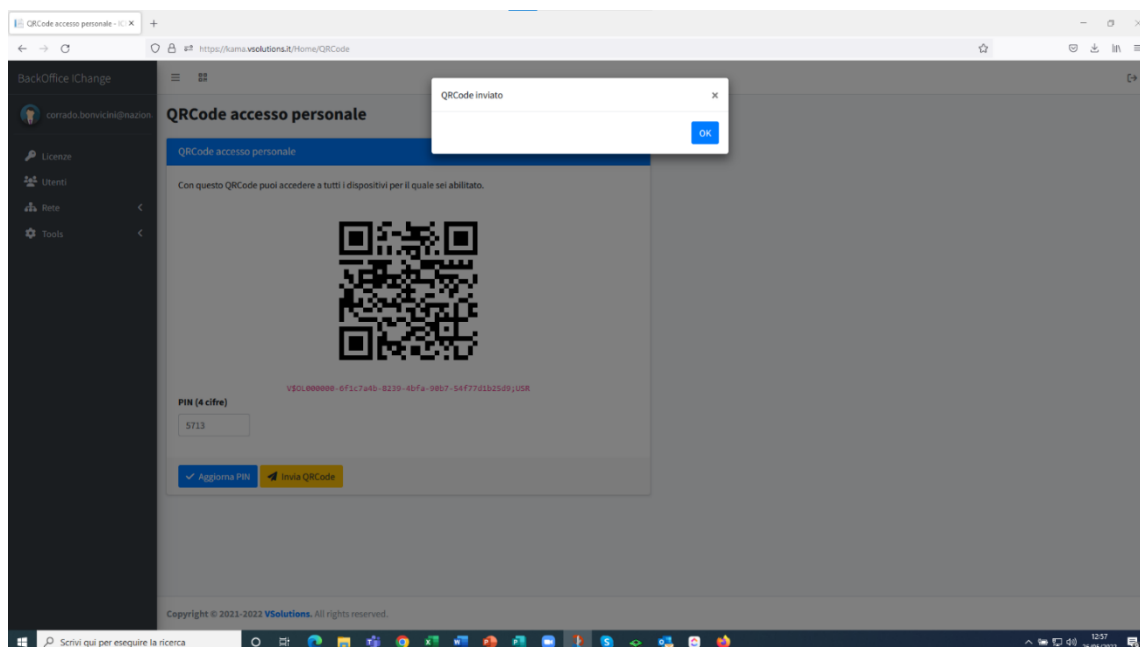 QRCode accesso personale - IC
https://kama.vsolutions.it/Home/QRCode
BackOffice IChange
QRCode inviato
OK
corrado.bonvicini@nazion
QRCode accesso personale
QRCode accesso personale
Licenze
Utenti
Rete
Tools
Con questo QRCode puoi accedere a tutti i dispositivi per il quale sei abilitato.
PIN (4 cifre)
5713
Aggiorna PIN
Invia QRCode
Copyright © 2021-2022 VSolutions. All rights reserved.
Scrivi qui per eseguire la ricerca
12:57